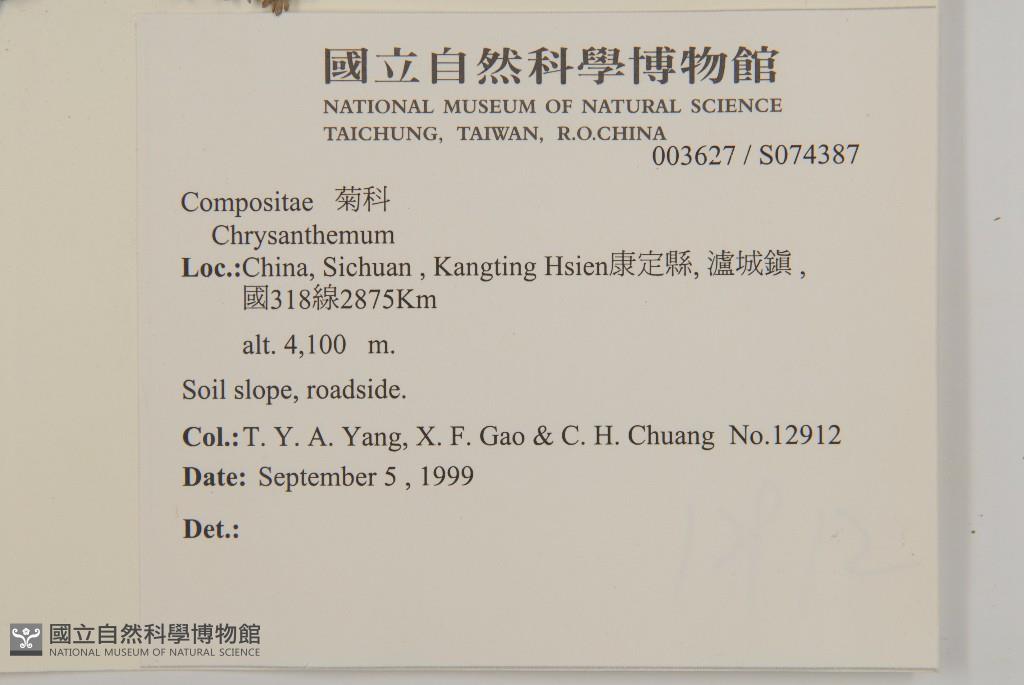 國立自然科學博物館
NATIONAL MUSEUM OF NATURAL SCIENCE
TAICHUNG, TAIWAN, R.O.CHINA
003627 / S074387
Compositae 菊科
Chrysanthemum
Loc.:China, Sichuan , Kangting Hsien康定縣, 瀘城鎭 ,
國318線2875Km
alt. 4,100 m.
Soil slope, roadside.
Col.:T. Y. A. Yang, X. F. Gao & C. H. Chuang No.12912
Date: September 5 , 1999
Det.:
國立自然科學博物館
NATIONAL MUSEUM OF NATURAL SCIENCE